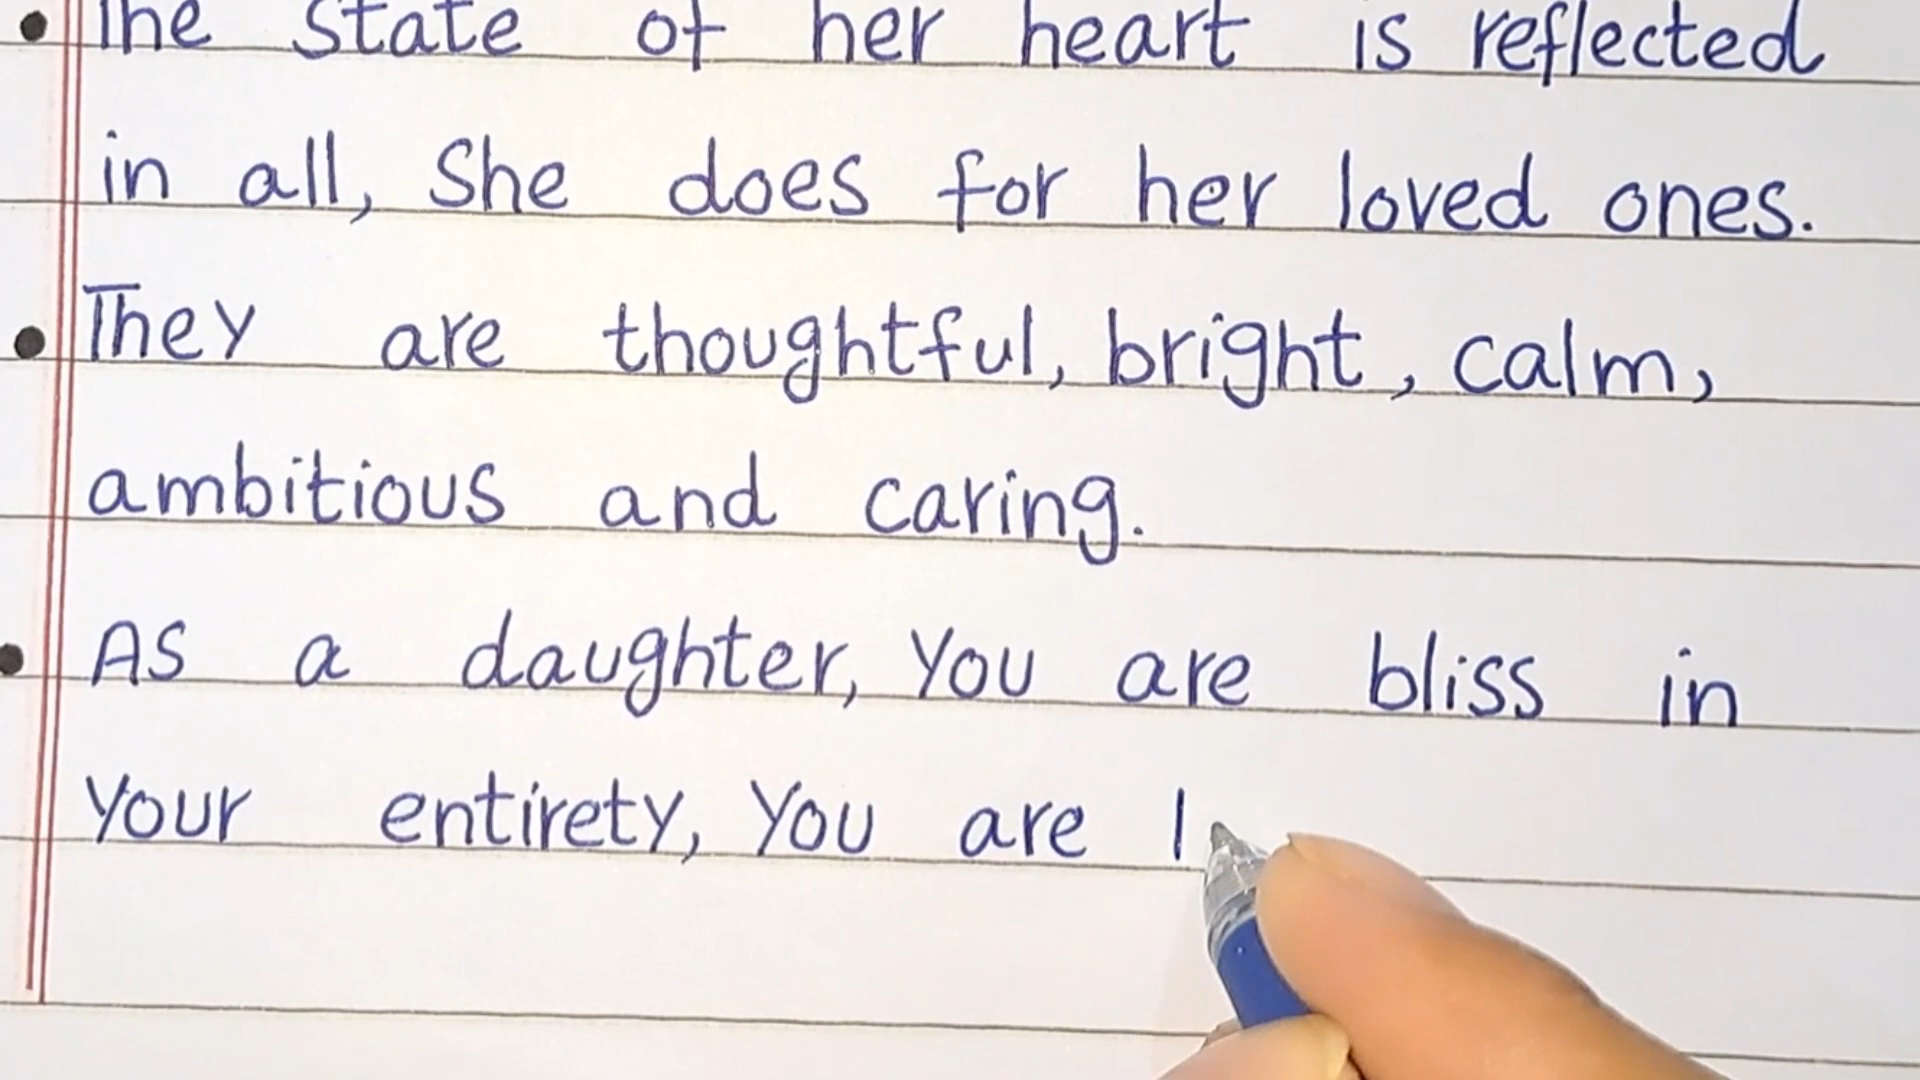 • The state of her heart is reflected
in all, She does for her loved ones.
• They are thoughtful, bright, calm,
ambitious and caring.
• As a daughter, You are bliss in
Your entirety, You are l